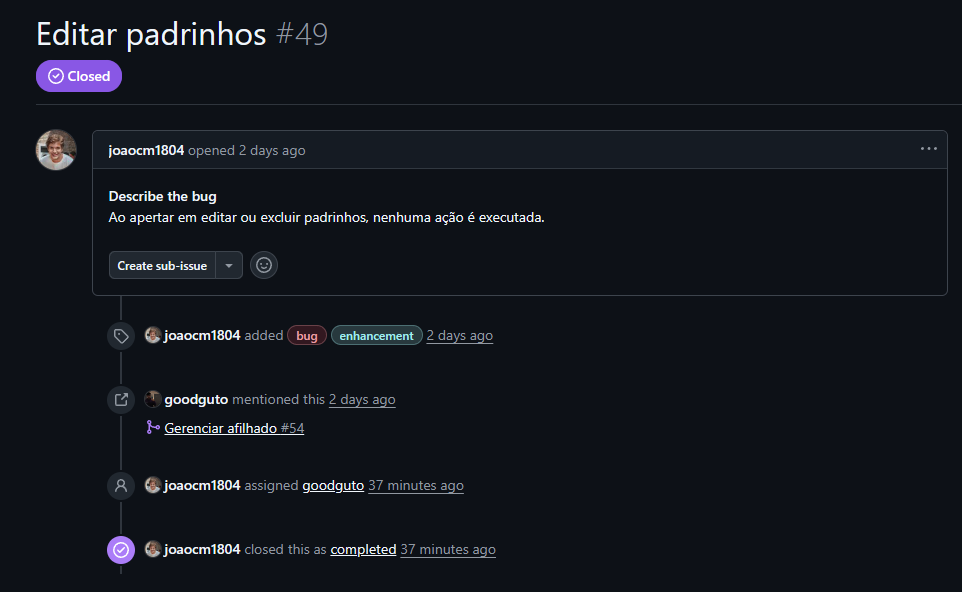 Editar padrinhos #49
Closed
joaocm1804 opened 2 days ago
Describe the bug
Ao apertar em editar ou excluir padrinhos, nenhuma ação é executada.
Create sub-issue
joaocm1804 added bug enhancement 2 days ago
goodguto mentioned this 2 days ago
Gerenciar afilhado #54
joaocm1804 assigned goodguto 37 minutes ago
joaocm1804 closed this as completed 37 minutes ago